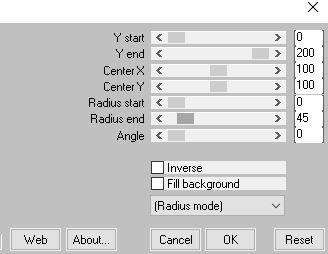 Y start 0
Y end 200
Center X 100
Center Y 100
Radius start 0
Radius end 45
Angle 0
Inverse
Fill background
(Radius mode)
Web About... Cancel OK Reset